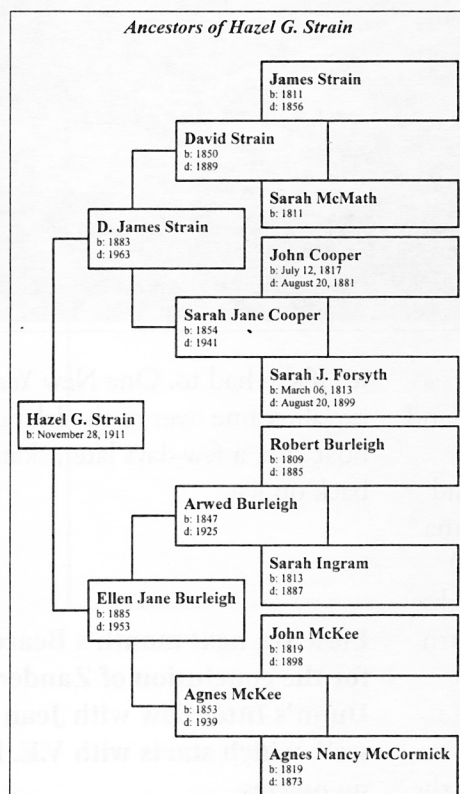 Ancestors of Hazel G. Strain
James Strain
b: 1811
d: 1856
David Strain
b: 1850
d: 1889
Sarah McMath
b: 1811
D. James Strain
b: 1883
d: 1963
John Cooper
b: July 12, 1817
d: August 20, 1881
Sarah Jane Cooper
b: 1854
d: 1941
Sarah J. Forsyth
b: March 06, 1813
d: August 20, 1899
Hazel G. Strain
b: November 28, 1911
Robert Burleigh
b: 1809
d: 1885
Arwed Burleigh
b: 1847
d: 1925
Sarah Ingram
b: 1813
d: 1887
Ellen Jane Burleigh
b: 1885
d: 1953
John McKee
b: 1819
d: 1898
Agnes McKee
b: 1853
d: 1939
Agnes Nancy McCormick
b: 1819
d: 1873